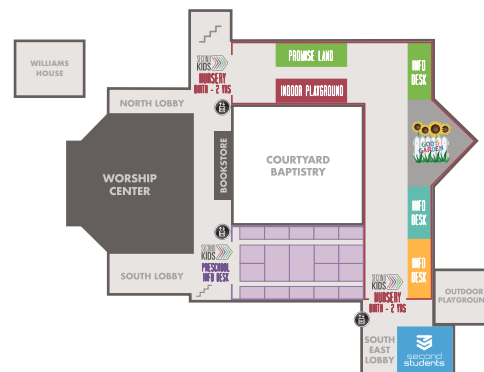 WILLIAMS
HOUSE
SECOND
KIDS
NURSERY
BIRTH - 2 YRS
PROMISE LAND
INDOOR PLAYGROUND
INFO
DESK
NORTH LOBBY
WORSHIP
CENTER
BOOKSTORE
COURTYARD
BAPTISTRY
GOD'S
GARDEN
INFO
DESK
SECOND
KIDS
PRESCHOOL
INFO DESK
SOUTH LOBBY
INFO
DESK
SECOND
KIDS
NURSERY
BIRTH - 2 YRS
OUTDOOR
PLAYGROUND
SOUTH
EAST
LOBBY
second
students